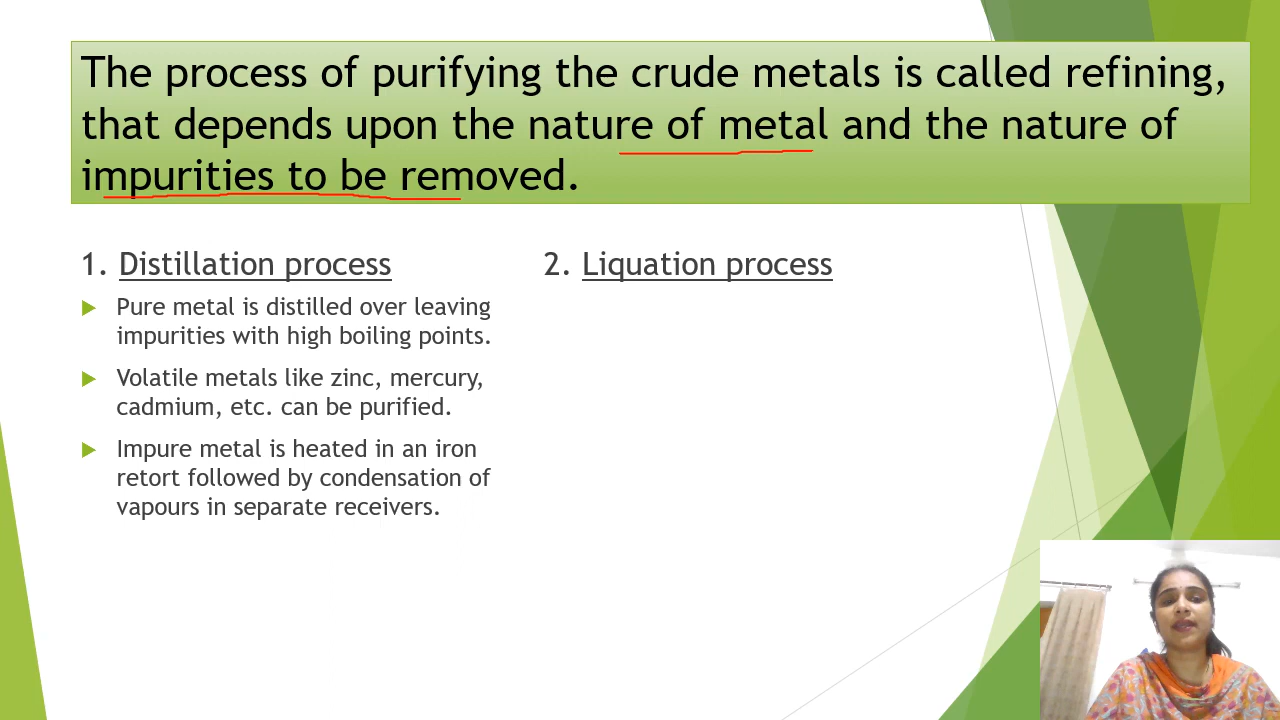 The process of purifying the crude metals is called refining,
that depends upon the nature of metal and the nature of
impurities to be removed.
1. Distillation process
Pure metal is distilled over leaving
impurities with high boiling points.
Volatile metals like zinc, mercury,
cadmium, etc. can be purified.
Impure metal is heated in an iron
retort followed by condensation of
vapours in separate receivers.
2. Liquation process